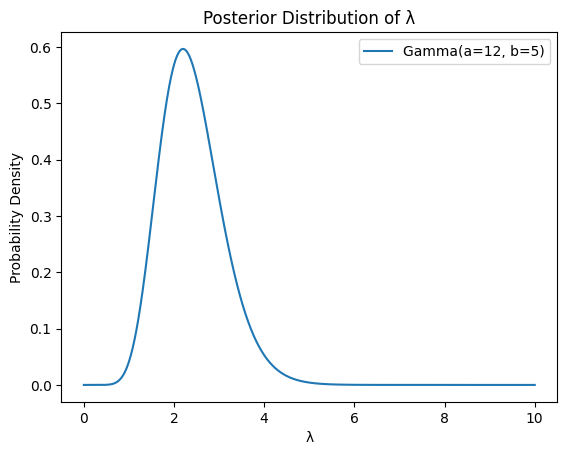 Posterior Distribution of λ
Gamma(a=12, b=5)
Probability Density
0.6
0.5
0.4
0.3
0.2
0.1
0.0
0 2 4 6 8 10
λ